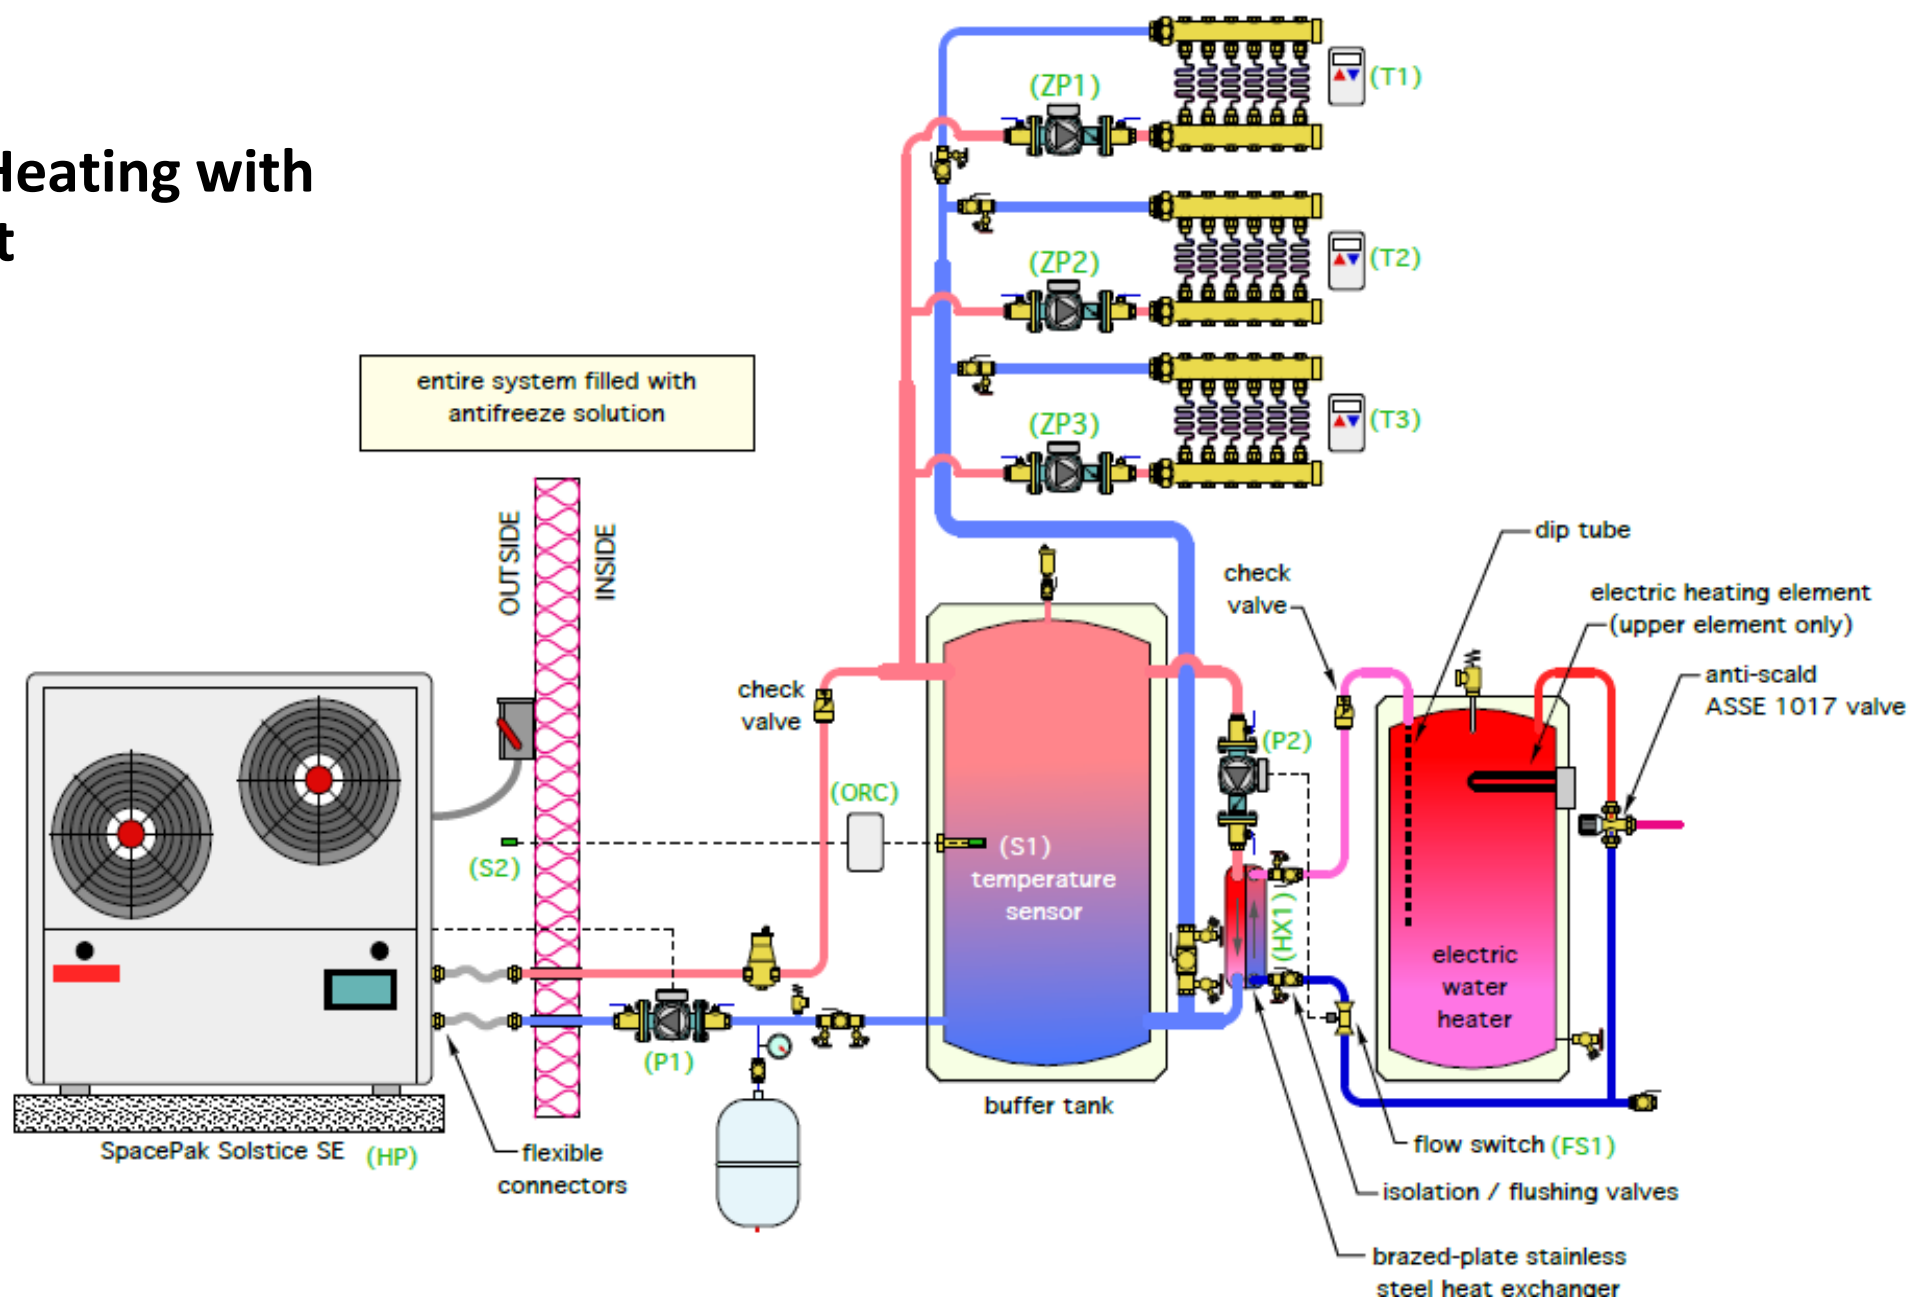 Heating with
t
(ZP1)
(T1)
(ZP2)
(T2)
(ZP3)
(T3)
entire system filled with
antifreeze solution
OUTSIDE
INSIDE
dip tube
check
valve
electric heating element
(upper element only)
anti-scald
ASSE 1017 valve
check
valve
(P2)
(ORC)
(S2)
(S1)
temperature
sensor
(HX1)
electric
water
heater
(P1)
buffer tank
SpacePak Solstice SE (HP)
flexible
connectors
flow switch (FS1)
isolation / flushing valves
brazed-plate stainless
steel heat exchanger